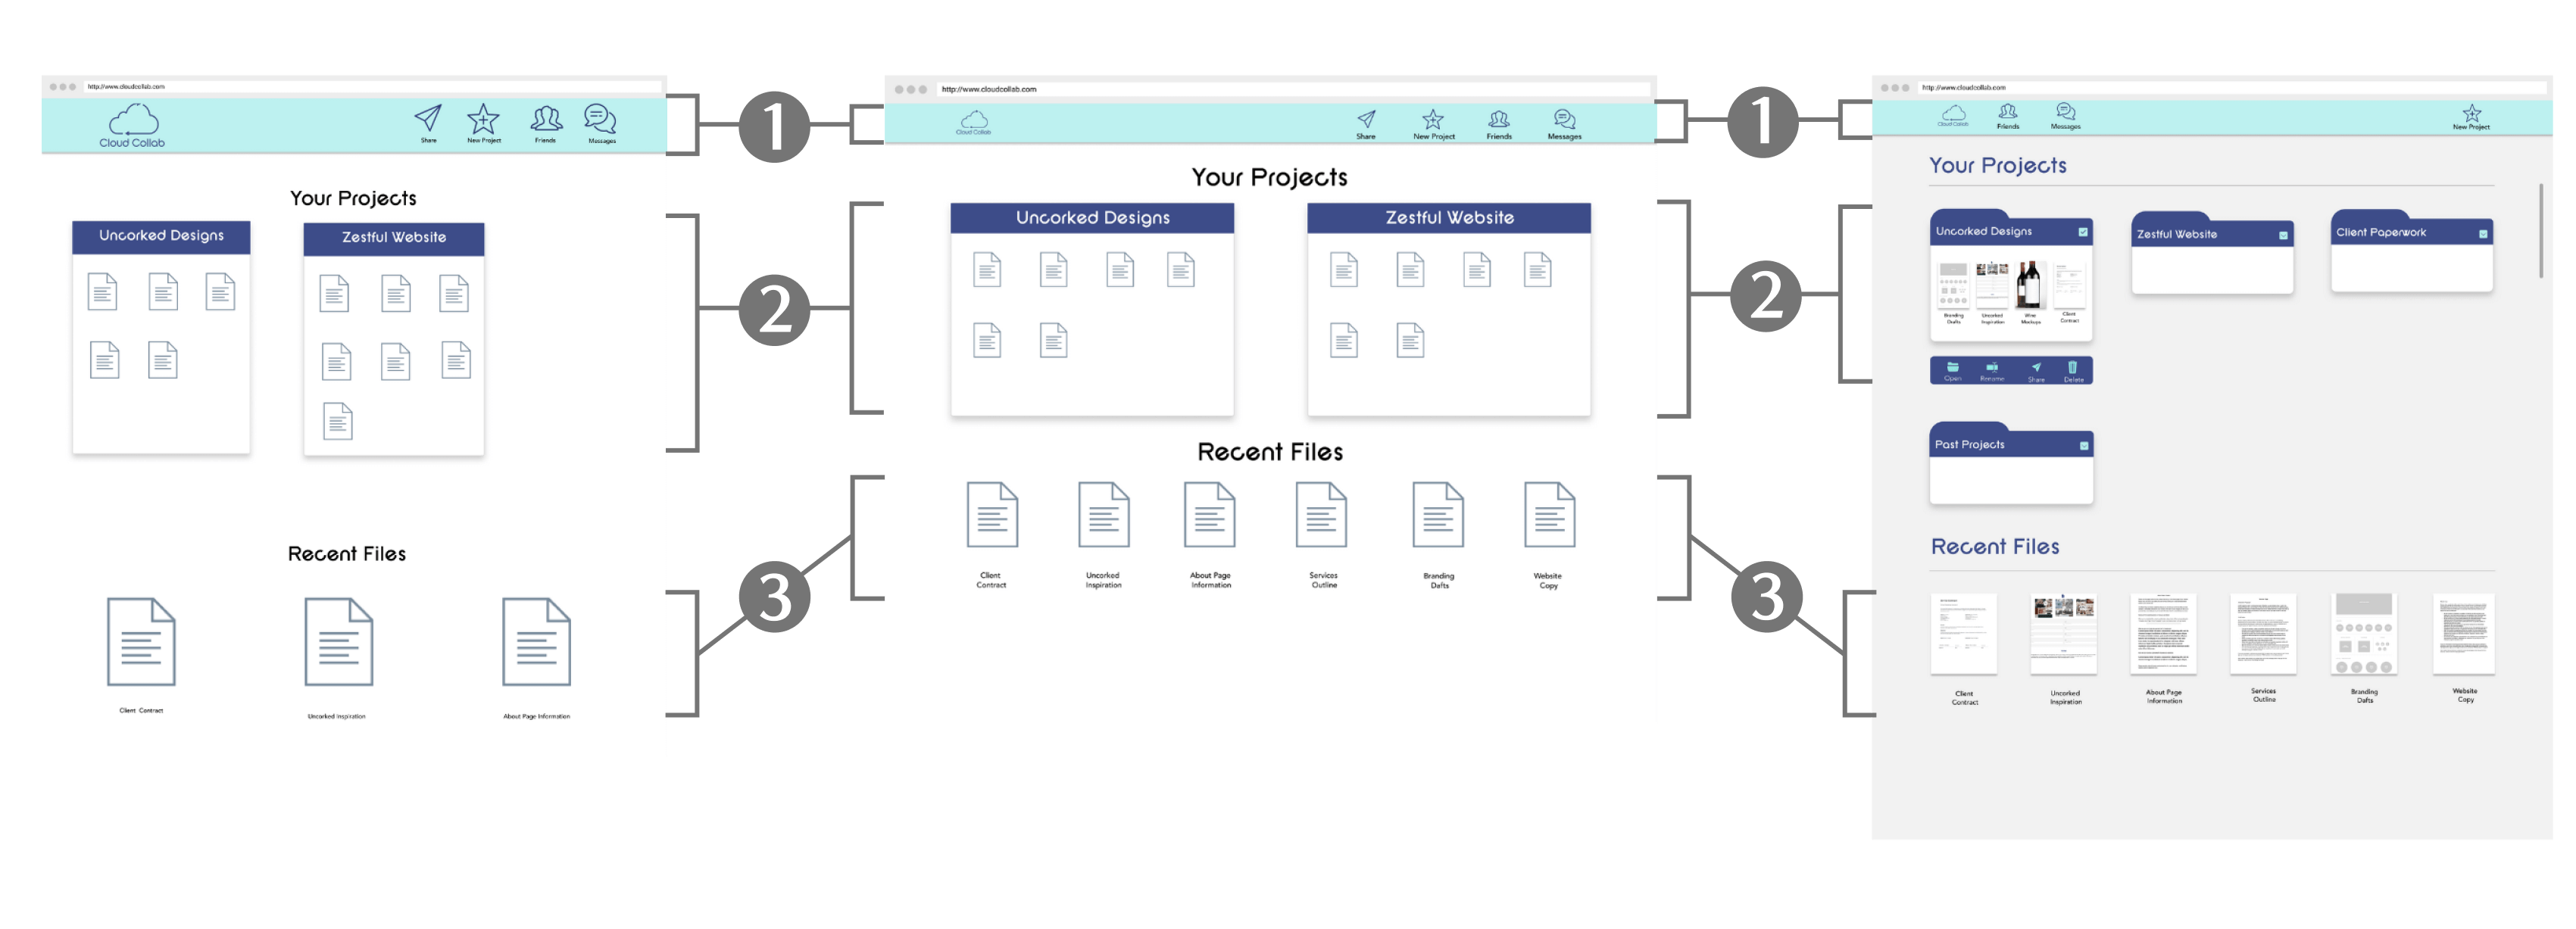 http://www.cloudcollab.com
Cloud Collab
Share
New Project
Friends
Messages
Your Projects
Uncorked Designs
Zestful Website
Recent Files
Client Contract
Uncorked Inspiration
About Page Information
1
2
3
http://www.cloudcollab.com
Cloud Collab
Share
New Project
Friends
Messages
Your Projects
Uncorked Designs
Zestful Website
Recent Files
Client
Contract
Uncorked
Inspiration
About Page
Information
Services
Outline
Branding
Dafts
Website
Copy
1
2
3
http://www.cloudcollab.com
Cloud Collab
Friends
Messages
New Project
Your Projects
Uncorked Designs
Branding
Drafts
Uncorked
Inspiration
Wine
Mockups
Client
Contract
Open
Rename
Share
Delete
Zestful Website
Client Paperwork
Past Projects
Recent Files
Client
Contract
Uncorked
Inspiration
About Page
Information
Services
Outline
Branding
Dafts
Website
Copy